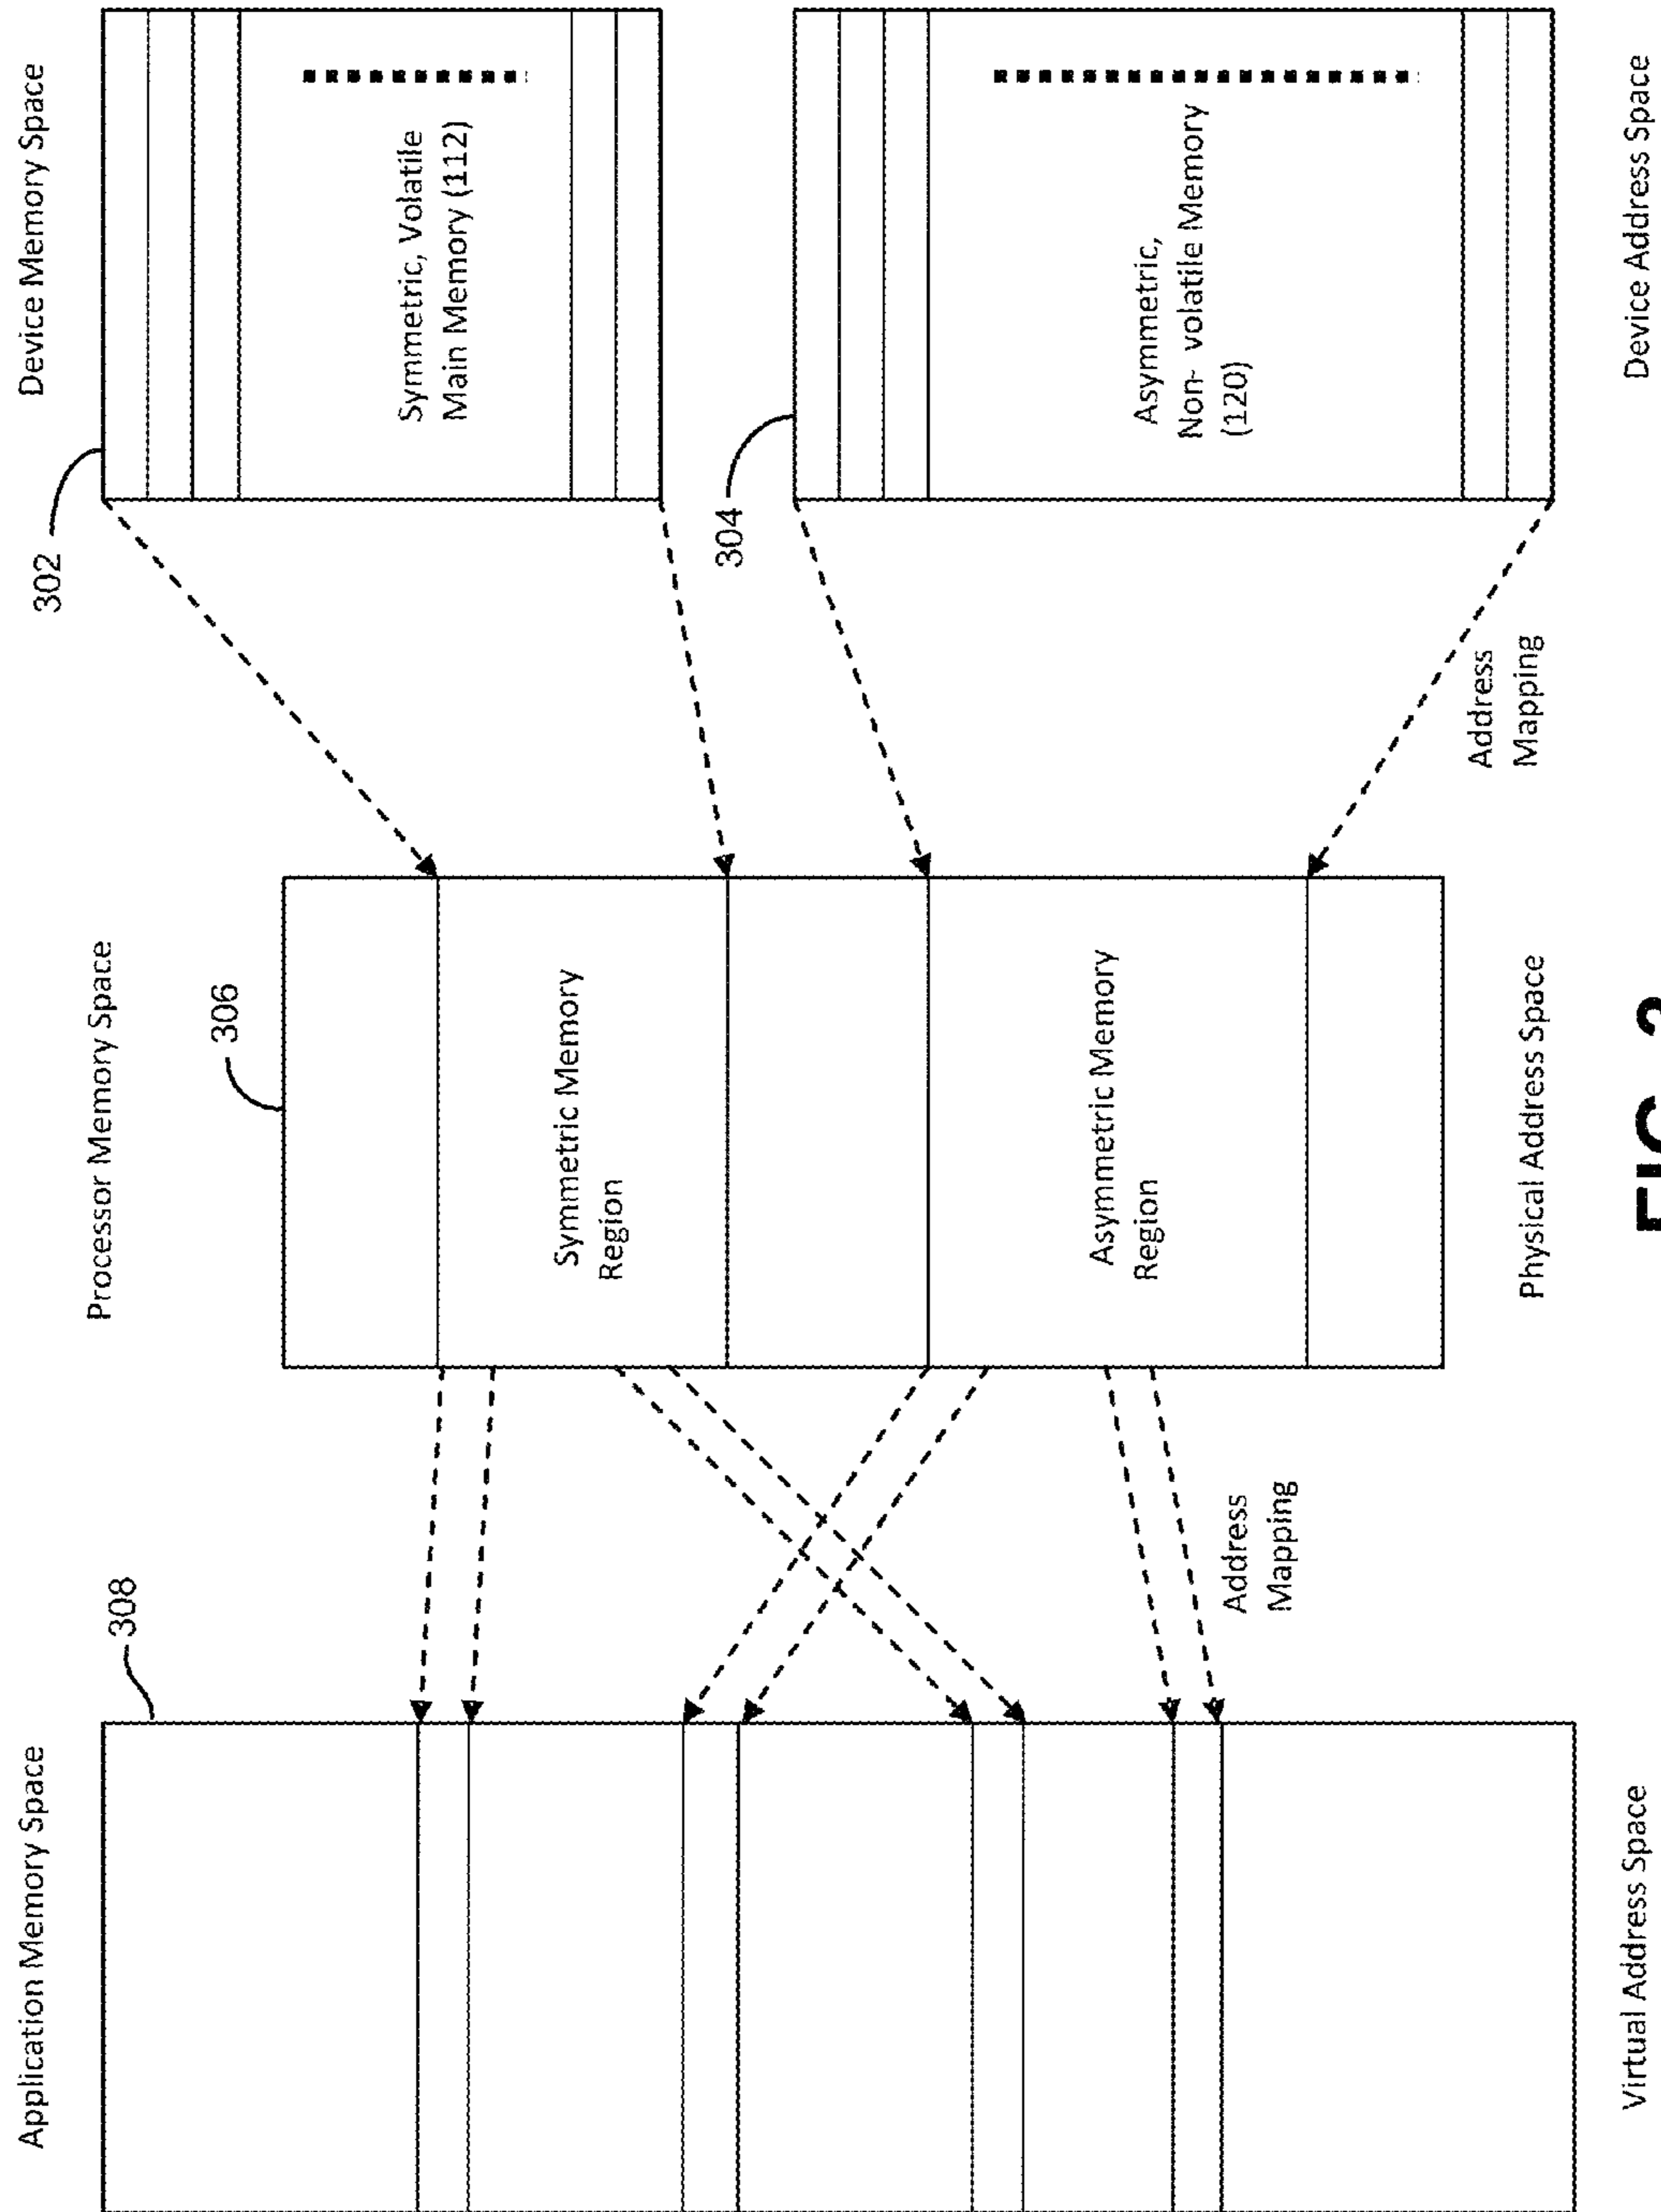 Application Memory Space
Processor Memory Space
Device Memory Space
308
306
302
Symmetric, Volatile
Main Memory (112)
Symmetric Memory
Region
304
Asymmetric,
Non- volatile Memory
(120)
Asymmetric Memory
Region
Address
Mapping
Address
Mapping
Virtual Address Space
Physical Address Space
Device Address Space